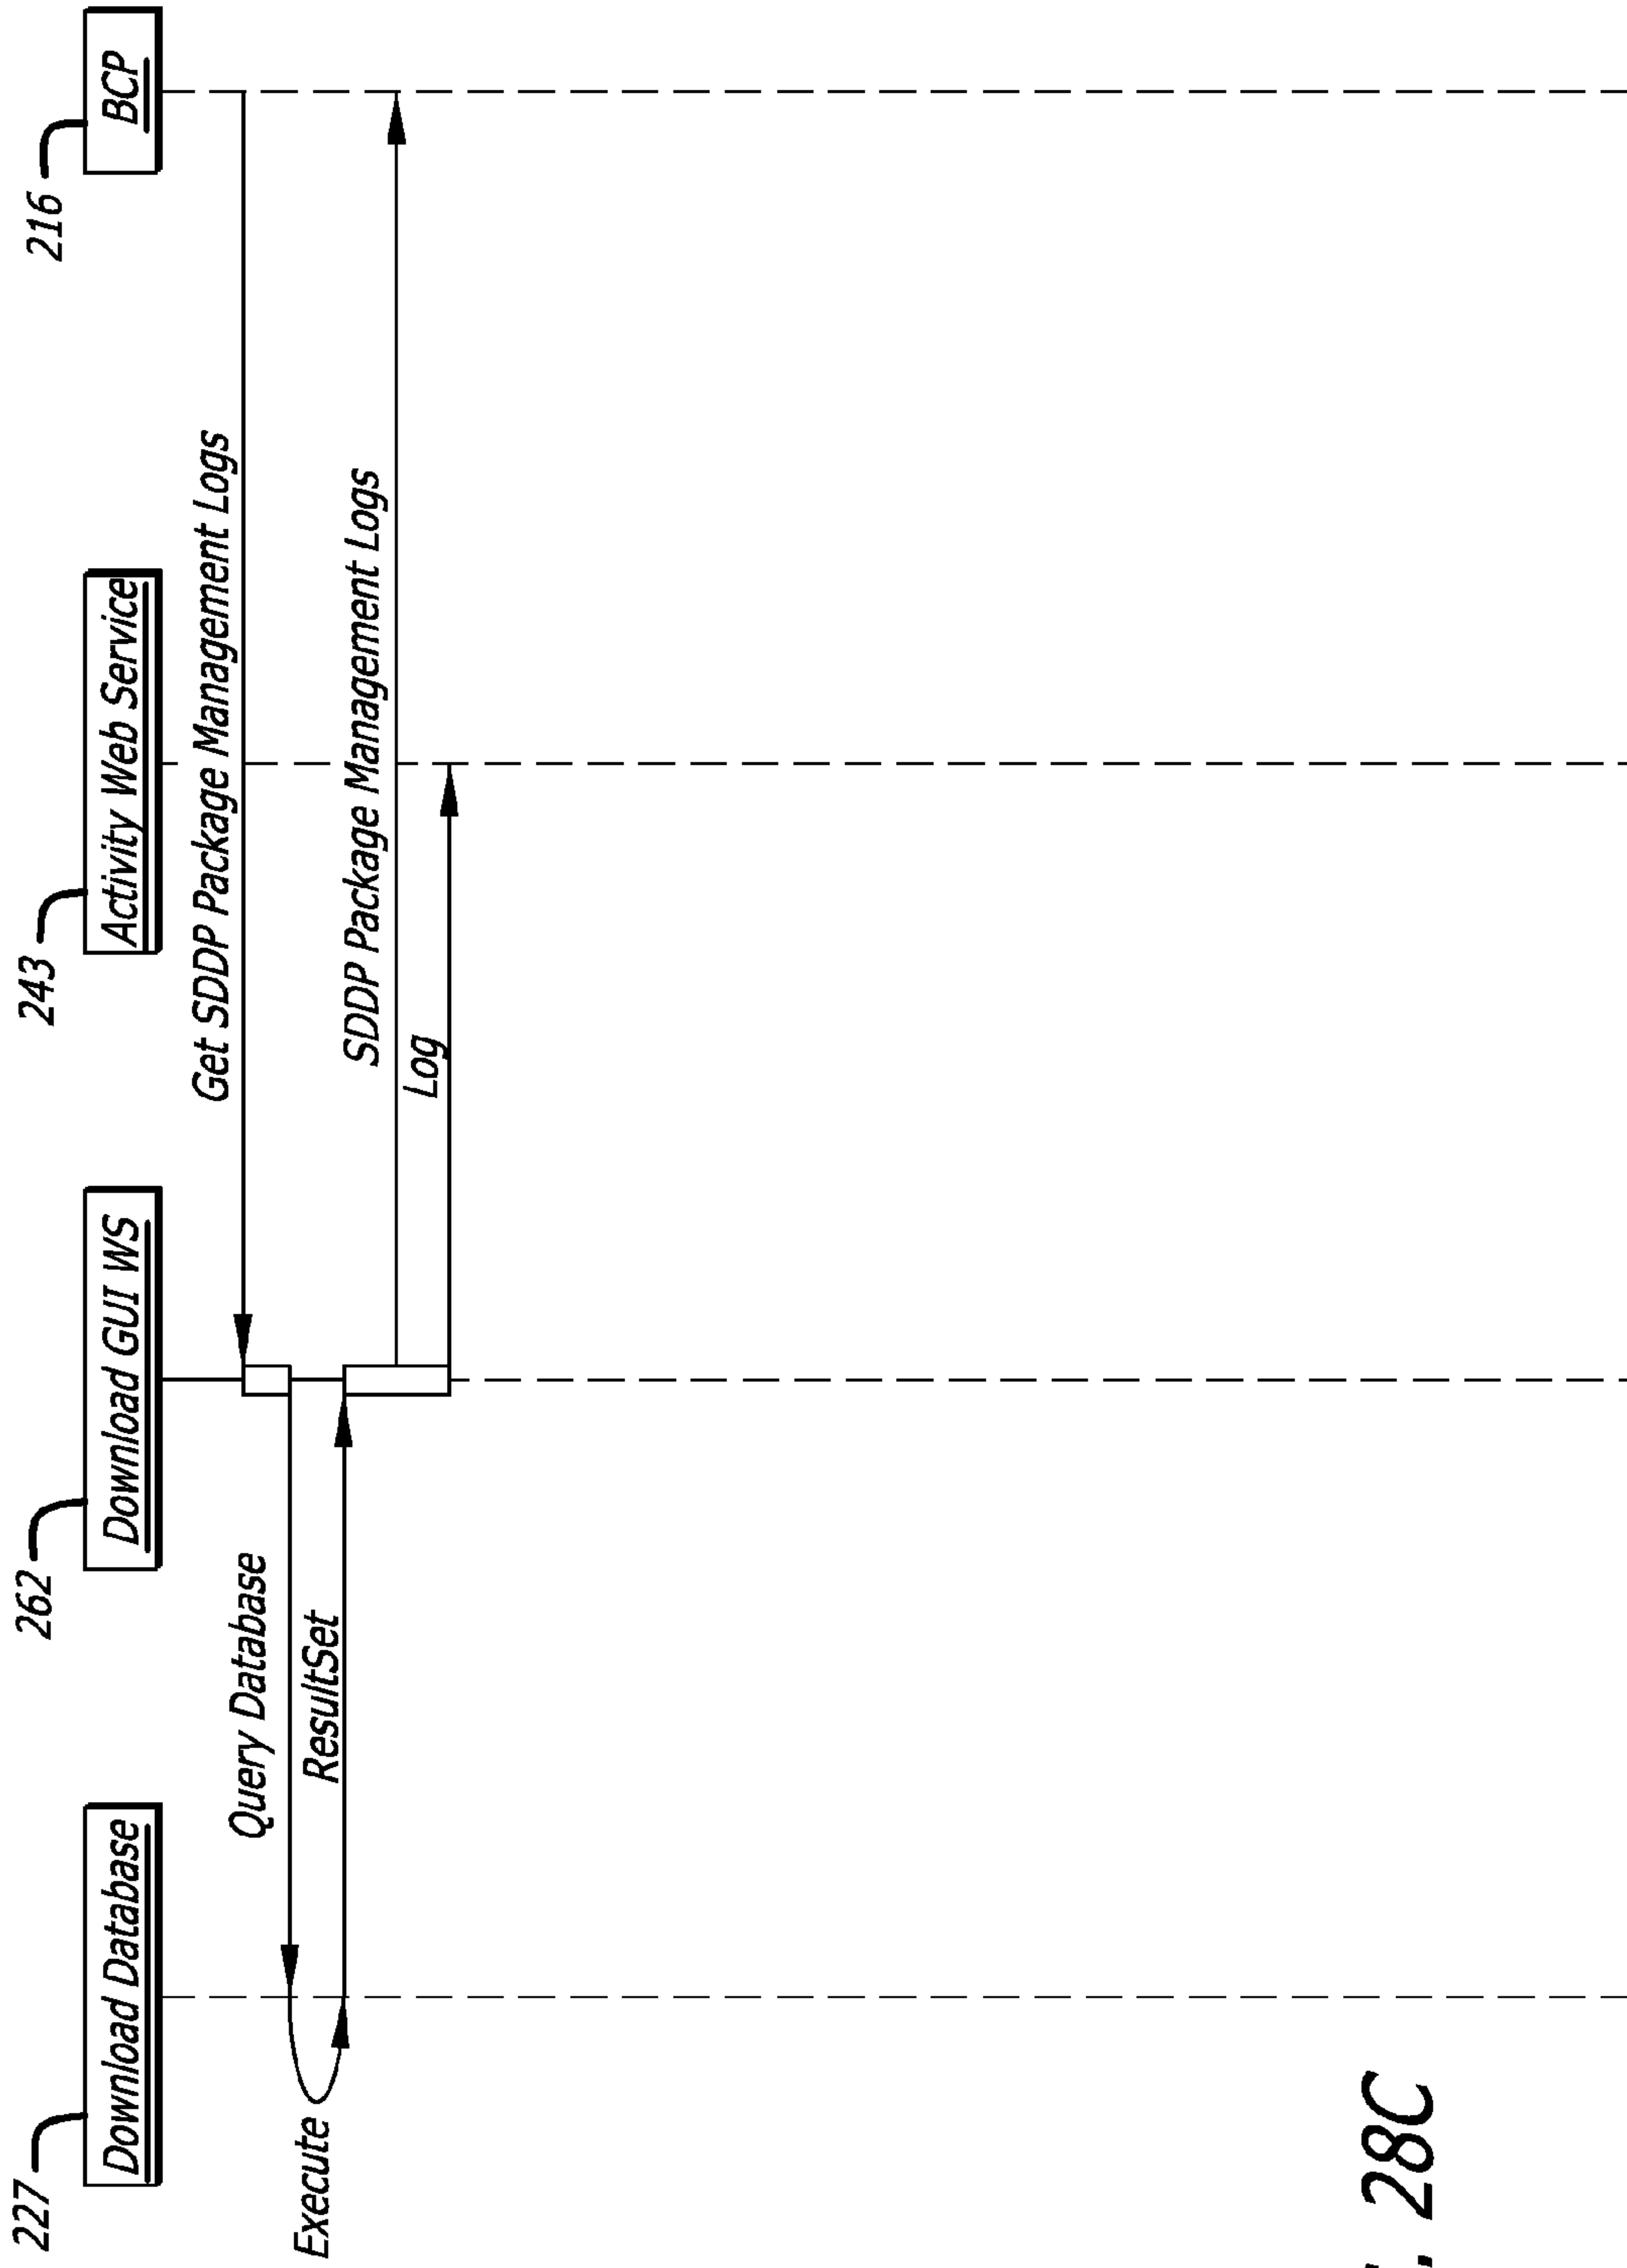 227
262
243
216
Download Database
Download GUI WS
Activity Web Service
BCP
Get SDDP Package Management Logs
Query Database
Execute
ResultSet
SDDP Package Management Logs
Log
28C